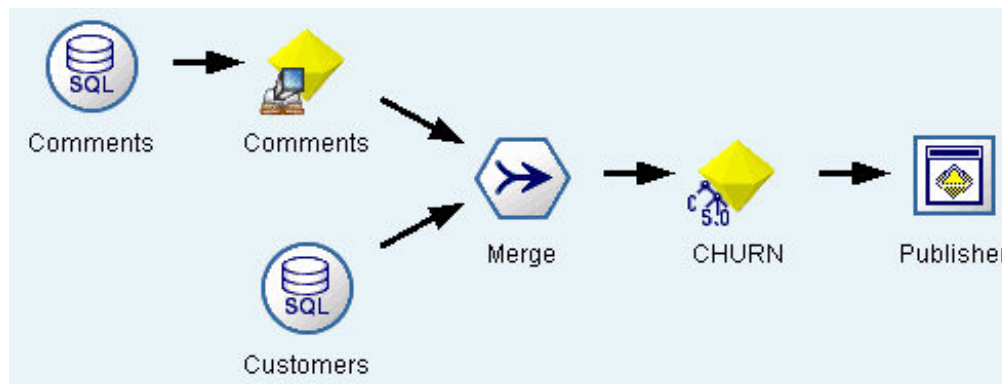 SQL
Comments
Comments
SQL
Customers
Merge
C 5.0
CHURN
Publisher